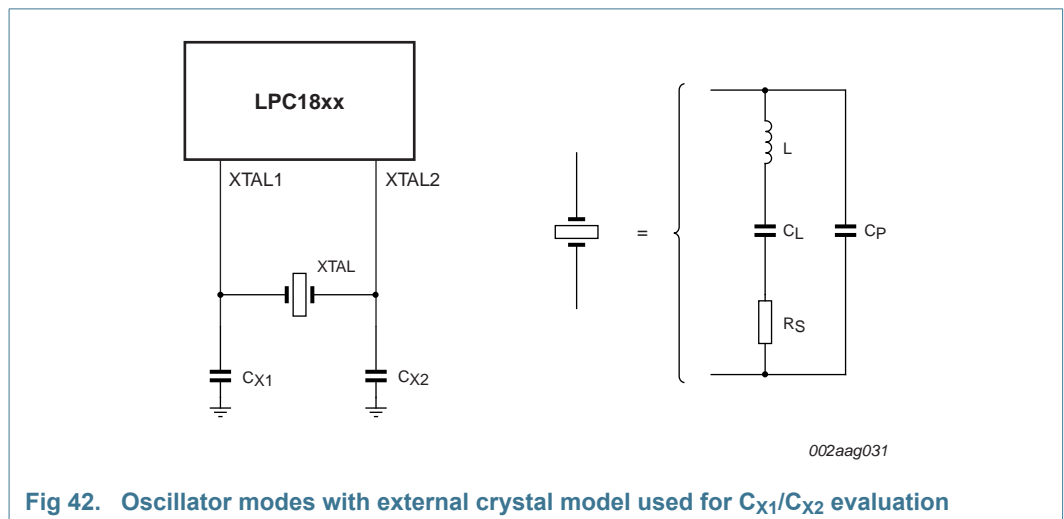 LPC18xx
XTAL1
XTAL2
XTAL
CX1
CX2
=
L
CL
CP
RS
002aag031
Fig 42. Oscillator modes with external crystal model used for CX1/CX2 evaluation